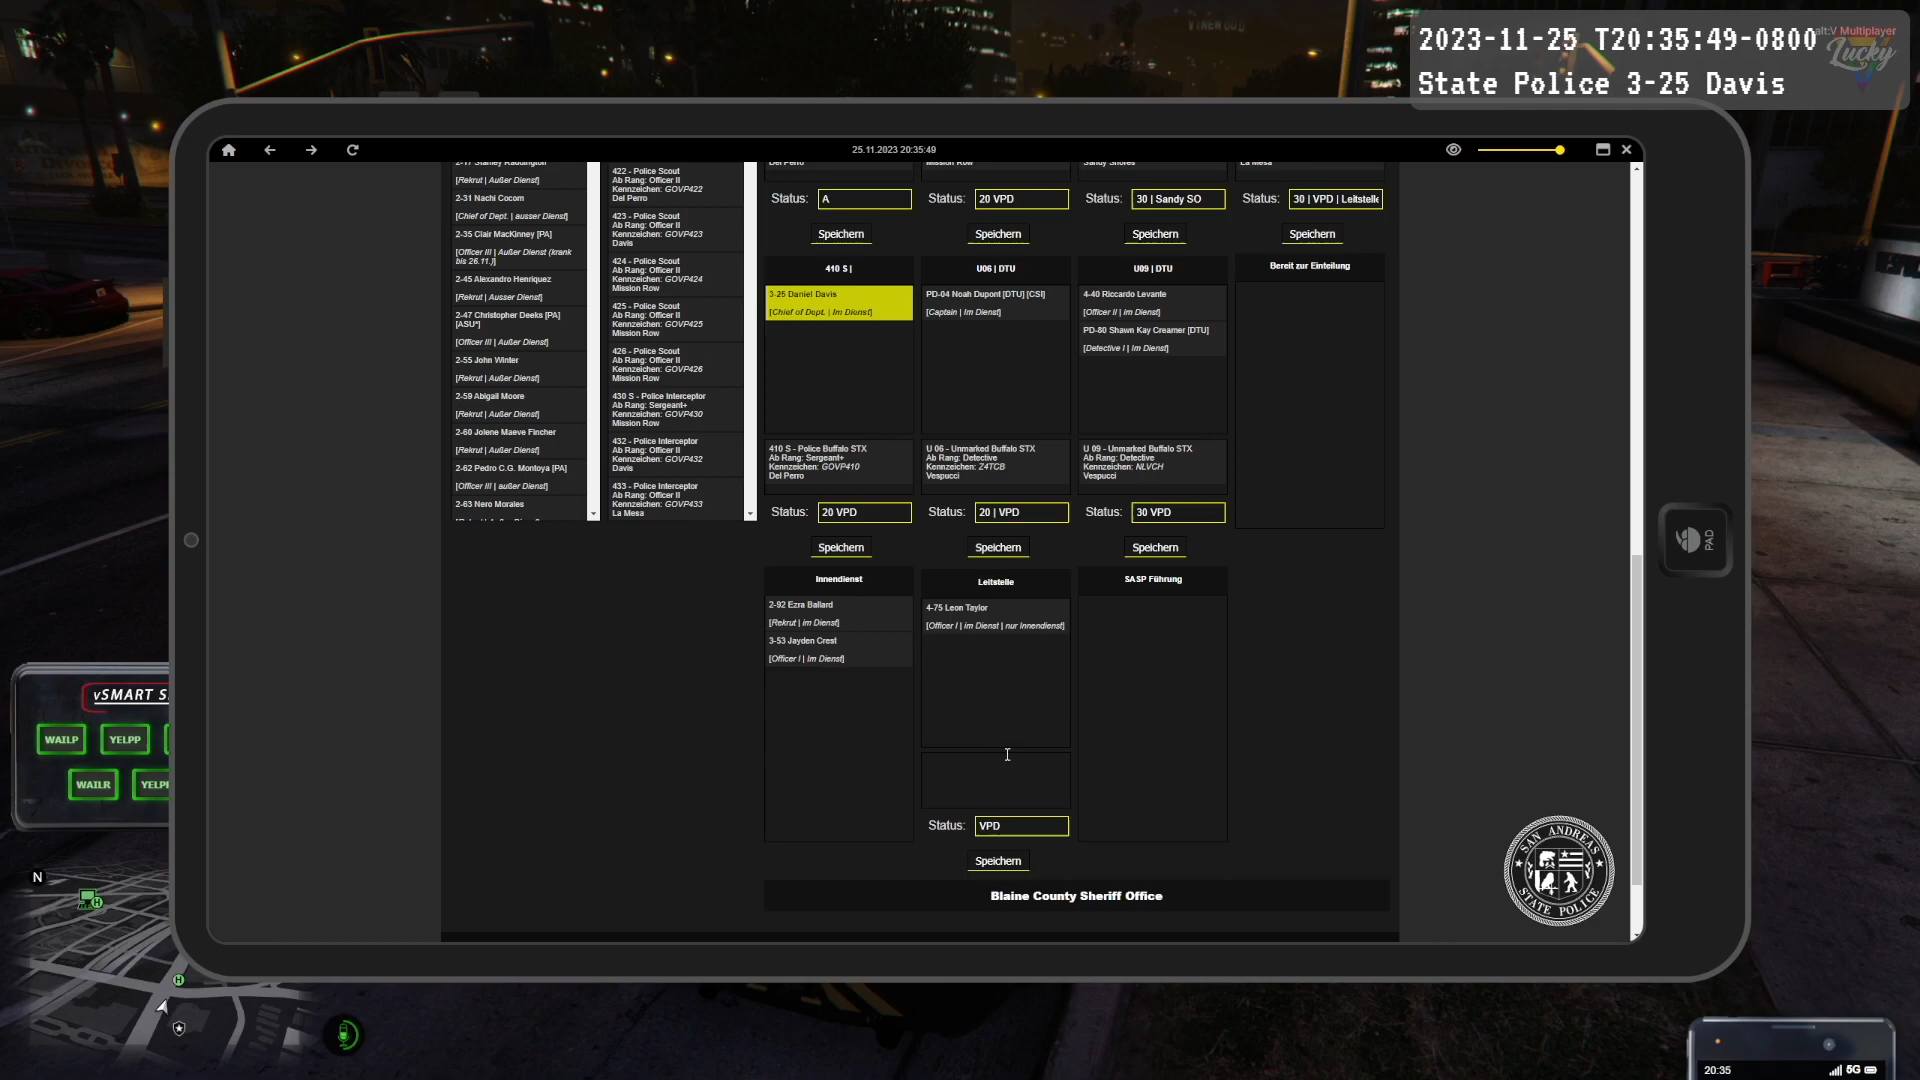 2023-11-25 T20:35:49-0800
State Police 3-25 Davis
alt:V Multiplayer
Lucky
VINEWOOD
25.11.2023 20:35:49
2-17 Stanley Raddington
[Rekrut | Außer Dienst]
2-31 Nachi Cocom
[Chief of Dept. | ausser Dienst]
2-35 Clair MacKinney [PA]
[Officer III | Außer Dienst (krank
bis 26.11.)]
2-45 Alexandro Henriquez
[Rekrut | Ausser Dienst]
2-47 Christopher Deeks [PA]
[ASU*]
[Officer III | Außer Dienst]
2-55 John Winter
[Rekrut | Außer Dienst]
2-59 Abigail Moore
[Rekrut | Außer Dienst]
2-60 Jolene Maeve Fincher
[Rekrut | Außer Dienst]
2-62 Pedro C.G. Montoya [PA]
[Officer III | außer Dienst]
2-63 Nero Morales
422 - Police Scout
Ab Rang: Officer II
Kennzeichen: GOVP422
Del Perro
423 - Police Scout
Ab Rang: Officer II
Kennzeichen: GOVP423
Davis
424 - Police Scout
Ab Rang: Officer II
Kennzeichen: GOVP424
Mission Row
425 - Police Scout
Ab Rang: Officer II
Kennzeichen: GOVP425
Mission Row
426 - Police Scout
Ab Rang: Officer II
Kennzeichen: GOVP426
Mission Row
430 S - Police Interceptor
Ab Rang: Sergeant+
Kennzeichen: GOVP430
Mission Row
432 - Police Interceptor
Ab Rang: Officer II
Kennzeichen: GOVP432
Davis
433 - Police Interceptor
Ab Rang: Officer II
Kennzeichen: GOVP433
La Mesa
Del Perro
Mission Row
Sandy Shores
La Mesa
Status: A
Status: 20 VPD
Status: 30 | Sandy SO
Status: 30 | VPD | Leitstelle
Speichern
Speichern
Speichern
Speichern
410 S |
3-25 Daniel Davis
[Chief of Dept. | Im Dienst]
410 S - Police Buffalo STX
Ab Rang: Sergeant+
Kennzeichen: GOVP410
Del Perro
Status: 20 VPD
Speichern
U06 | DTU
PD-04 Noah Dupont [DTU] [CSI]
[Captain | Im Dienst]
U 06 - Unmarked Buffalo STX
Ab Rang: Detective
Kennzeichen: Z4TCB
Vespucci
Status: 20 | VPD
Speichern
U09 | DTU
4-40 Riccardo Levante
[Officer II | im Dienst]
PD-80 Shawn Kay Creamer [DTU]
[Detective I | Im Dienst]
U 09 - Unmarked Buffalo STX
Ab Rang: Detective
Kennzeichen: NLVCH
Vespucci
Status: 30 VPD
Speichern
Bereit zur Einteilung
Innendienst
2-92 Ezra Ballard
[Rekrut | im Dienst]
3-53 Jayden Crest
[Officer I | Im Dienst]
Leitstelle
4-75 Leon Taylor
[Officer I | im Dienst | nur Innendienst]
Status: VPD
Speichern
SASP Führung
Blaine County Sheriff Office
SAN ANDREAS
STATE POLICE
PAD
vSMART S
WAILP
YELPP
WAILR
YELP
N
H
H
20:35
5G